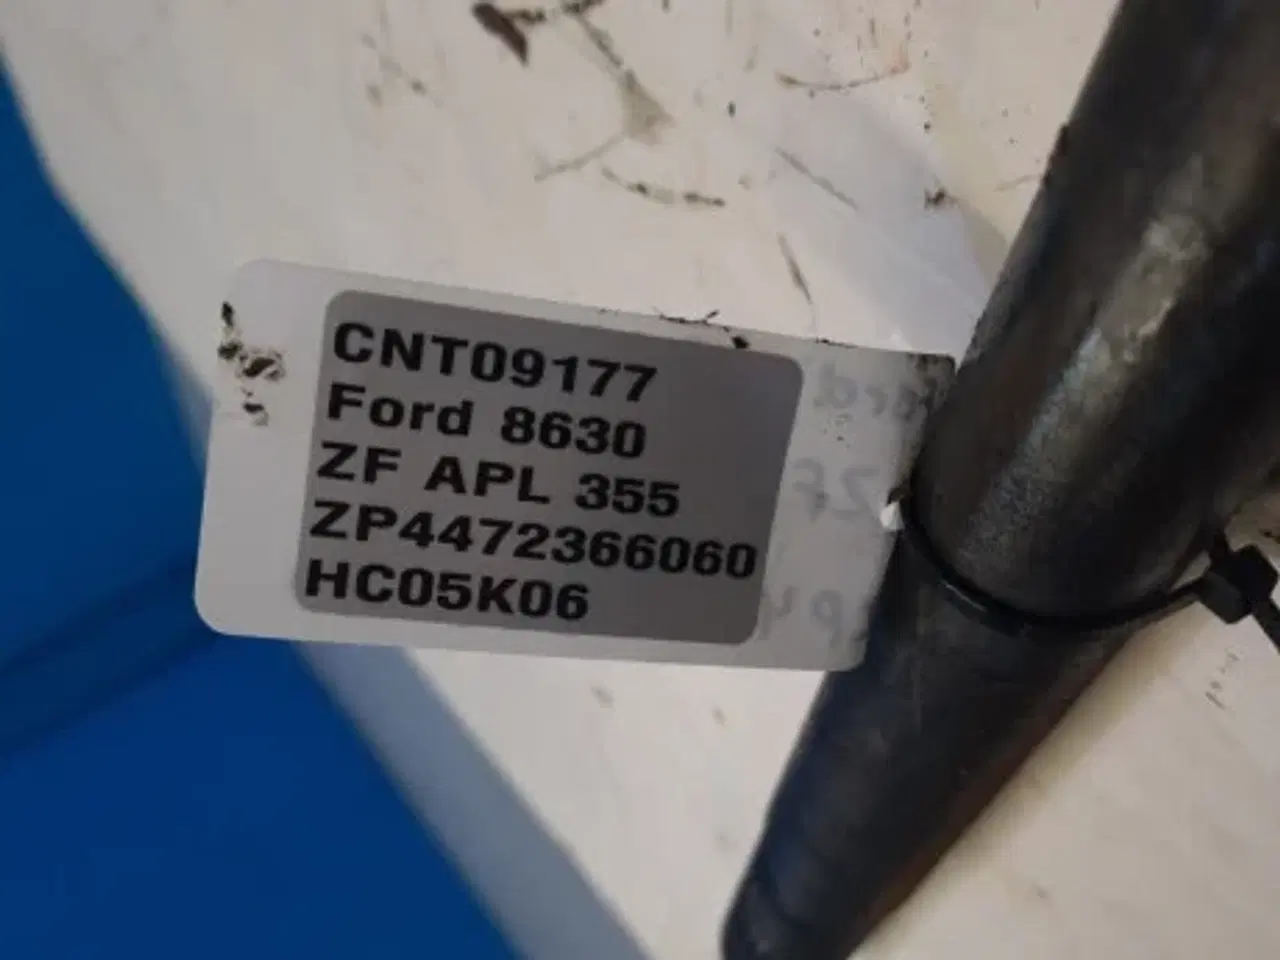 CNT09177
Ford 8630
ZF APL 355
ZP4472366060
HC05K06